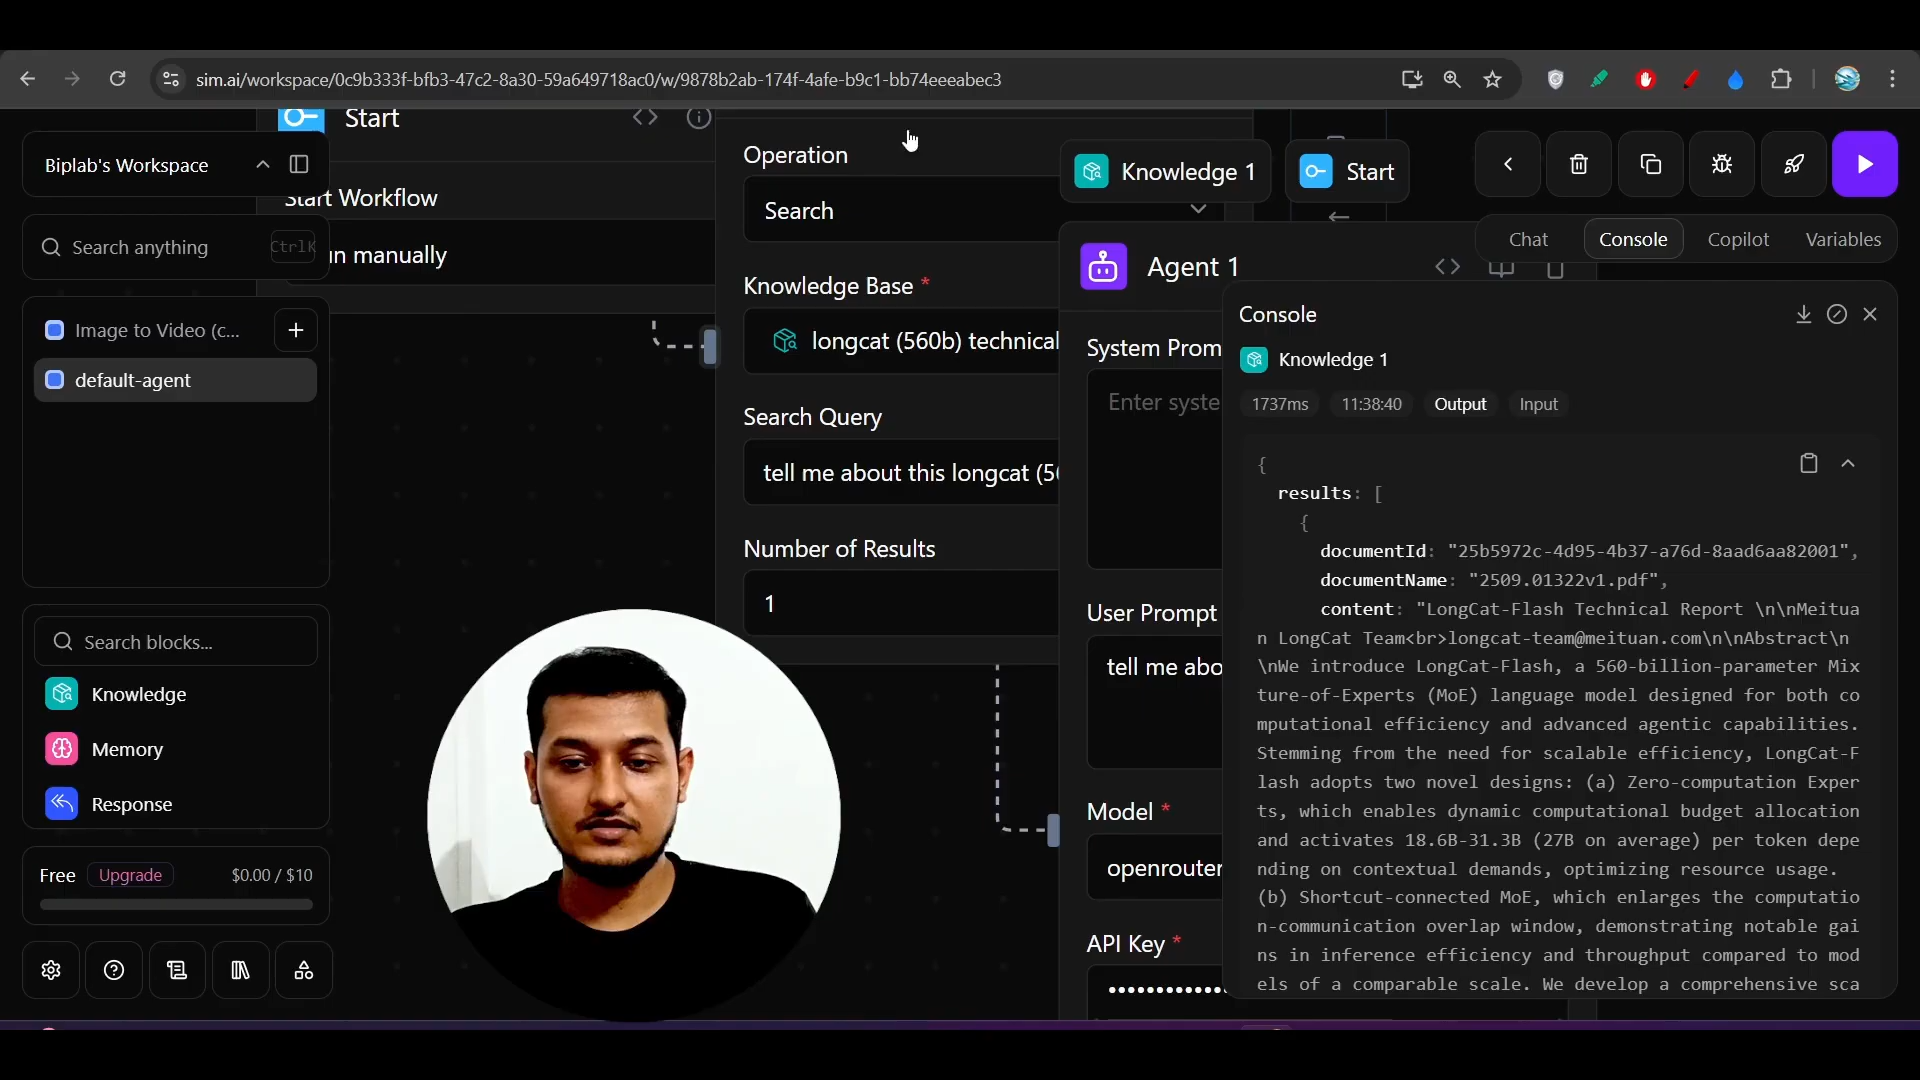 sim.ai/workspace/0c9b333f-bfb3-47c2-8a30-59a649718ac0/w/9878b2ab-174f-4afe-b9c1-bb74eeeabec3
Biplab's Workspace
Search anything
CtrlK
Image to Video (c...
default-agent
Search blocks...
Knowledge
Memory
Response
Free
Upgrade
$0.00 / $10
Start
Start Workflow
un manually
Operation
Search
Knowledge Base *
longcat (560b) technical
Search Query
tell me about this longcat (5
Number of Results
1
Knowledge 1
Start
Agent 1
System Prom
Enter syste
User Prompt
tell me abo
Model *
openrouter
API Key *
Chat
Console
Copilot
Variables
Console
Knowledge 1
1737ms
11:38:40
Output
Input
{
results: [
{
documentId: "25b5972c-4d95-4b37-a76d-8aad6aa82001",
documentName: "2509.01322v1.pdf",
content: "LongCat-Flash Technical Report \n\nMeitua
n LongCat Team<br>longcat-team@meituan.com\n\nAbstract\n
\nWe introduce LongCat-Flash, a 560-billion-parameter Mix
ture-of-Experts (MoE) language model designed for both co
mputational efficiency and advanced agentic capabilities.
Stemming from the need for scalable efficiency, LongCat-F
lash adopts two novel designs: (a) Zero-computation Exper
ts, which enables dynamic computational budget allocation
and activates 18.6B-31.3B (27B on average) per token depe
nding on contextual demands, optimizing resource usage.
(b) Shortcut-connected MoE, which enlarges the computatio
n-communication overlap window, demonstrating notable gai
ns in inference efficiency and throughput compared to mod
els of a comparable scale. We develop a comprehensive sca